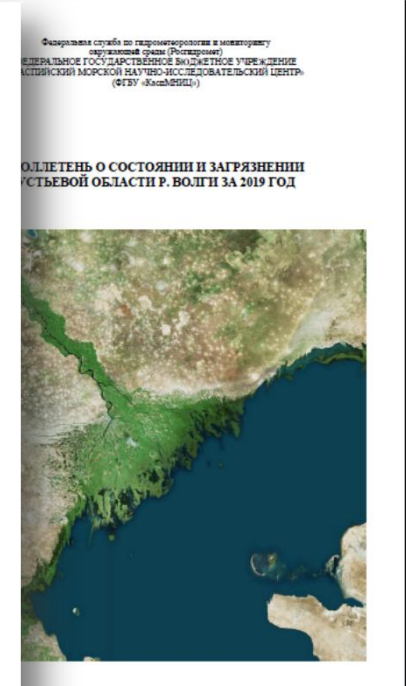 Федеральная служба по гидрометеорологии и мониторингу
окружающей среды (Росгидромет)
ЕДЕРАЛЬНОЕ ГОСУДАРСТВЕННОЕ БЮДЖЕТНОЕ УЧРЕЖДЕНИЕ
АСПИЙСКИЙ МОРСКОЙ НАУЧНО-ИССЛЕДОВАТЕЛЬСКИЙ ЦЕНТР»
(ФГБУ «КаспМНИЦ»)
ЮЛЛЕТЕНЬ О СОСТОЯНИИ И ЗАГРЯЗНЕНИИ
УСТЬЕВОЙ ОБЛАСТИ Р. ВОЛГИ ЗА 2019 ГОД